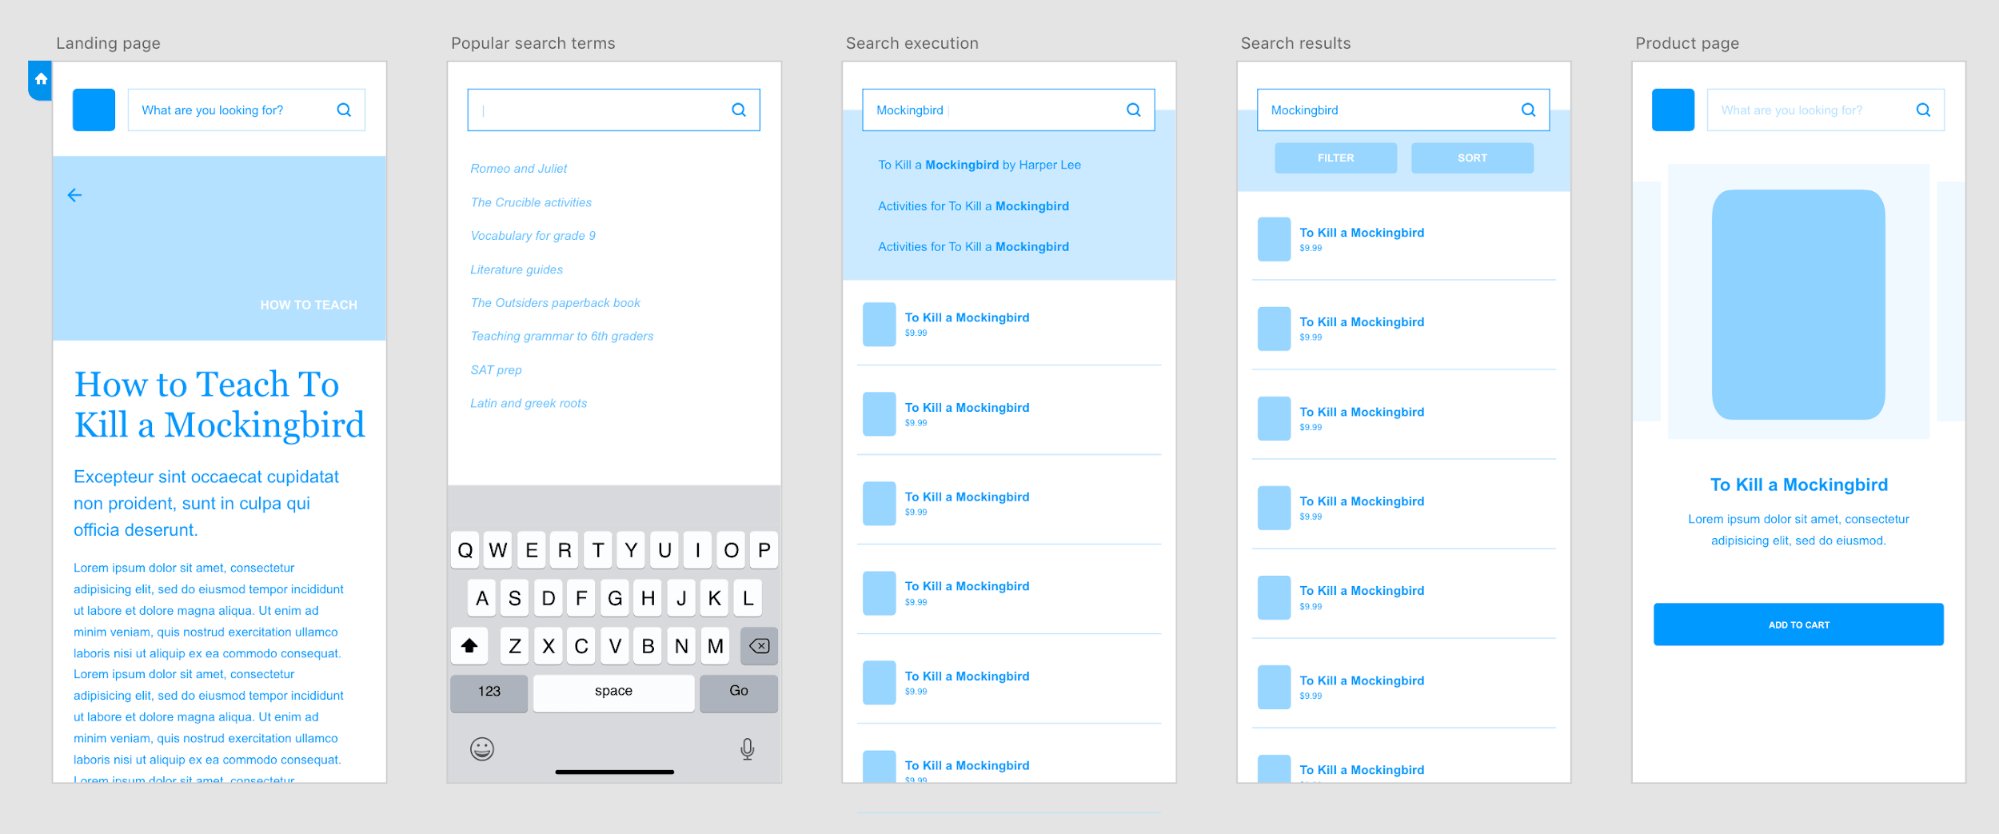 Landing page
What are you looking for?
HOW TO TEACH
How to Teach To
Kill a Mockingbird
Excepteur sint occaecat cupidatat
non proident, sunt in culpa qui
officia deserunt.
Lorem ipsum dolor sit amet, consectetur
adipisicing elit, sed do eiusmod tempor incididunt
ut labore et dolore magna aliqua. Ut enim ad
minim veniam, quis nostrud exercitation ullamco
laboris nisi ut aliquip ex ea commodo consequat.
Lorem ipsum dolor sit amet, consectetur
adipisicing elit, sed do eiusmod tempor incididunt
ut labore et dolore magna aliqua. Ut enim ad
minim veniam, quis nostrud exercitation ullamco
laboris nisi ut aliquip ex ea commodo consequat.
Lorem ipsum dolor sit amet, consectetur
Popular search terms
Romeo and Juliet
The Crucible activities
Vocabulary for grade 9
Literature guides
The Outsiders paperback book
Teaching grammar to 6th graders
SAT prep
Latin and greek roots
Q W E R T Y U I O P
A S D F G H J K L
Z X C V B N M
123 space Go
Search execution
Mockingbird
To Kill a Mockingbird by Harper Lee
Activities for To Kill a Mockingbird
Activities for To Kill a Mockingbird
To Kill a Mockingbird
$9.99
To Kill a Mockingbird
$9.99
To Kill a Mockingbird
$9.99
To Kill a Mockingbird
$9.99
To Kill a Mockingbird
$9.99
To Kill a Mockingbird
$9.99
Search results
Mockingbird
FILTER SORT
To Kill a Mockingbird
$9.99
To Kill a Mockingbird
$9.99
To Kill a Mockingbird
$9.99
To Kill a Mockingbird
$9.99
To Kill a Mockingbird
$9.99
To Kill a Mockingbird
$9.99
To Kill a Mockingbird
Product page
What are you looking for?
To Kill a Mockingbird
Lorem ipsum dolor sit amet, consectetur
adipisicing elit, sed do eiusmod.
ADD TO CART